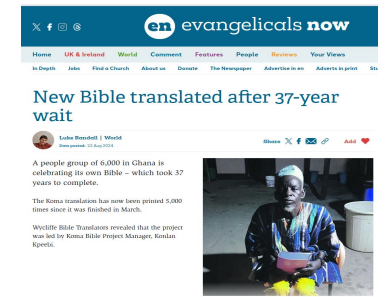 en evangelicals now
Home UK & Ireland World Comment Features People Reviews Your Views
In Depth Jobs Find a Church About us Donate The Newspaper Advertise in en Adverts in print
New Bible translated after 37-year
wait
Luke Randall | World
Date posted: 23 Aug 2024
Share
Add
A people group of 6,000 in Ghana is
celebrating its own Bible – which took 37
years to complete.
The Koma translation has now been printed 5,000
times since it was finished in March.
Wycliffe Bible Translators revealed that the project
was led by Koma Bible Project Manager, Konlan
Kpeebi.